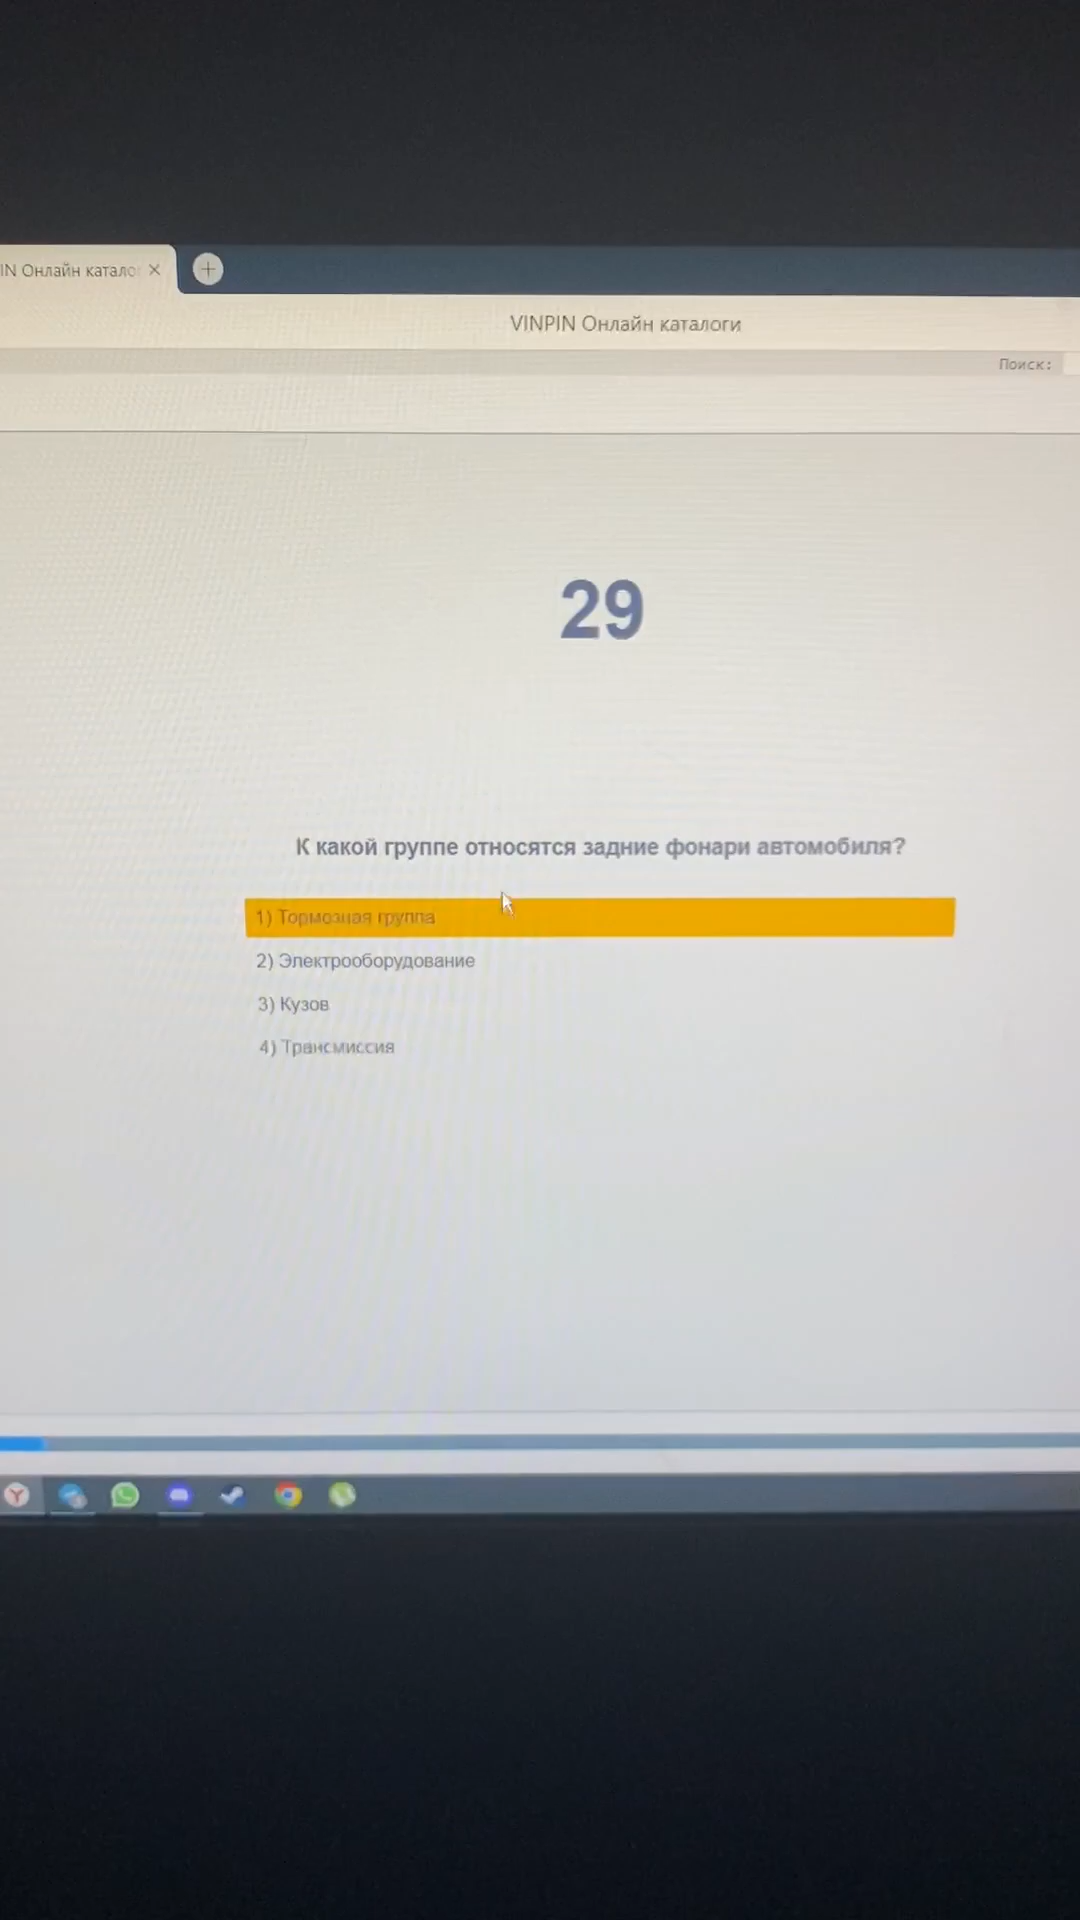 IN Онлайн катало
VINPIN Онлайн каталоги
Поиск:
29
К какой группе относятся задние фонари автомобиля?
1) Тормозная группа
2) Электрооборудование
3) Кузов
4) Трансмиссия